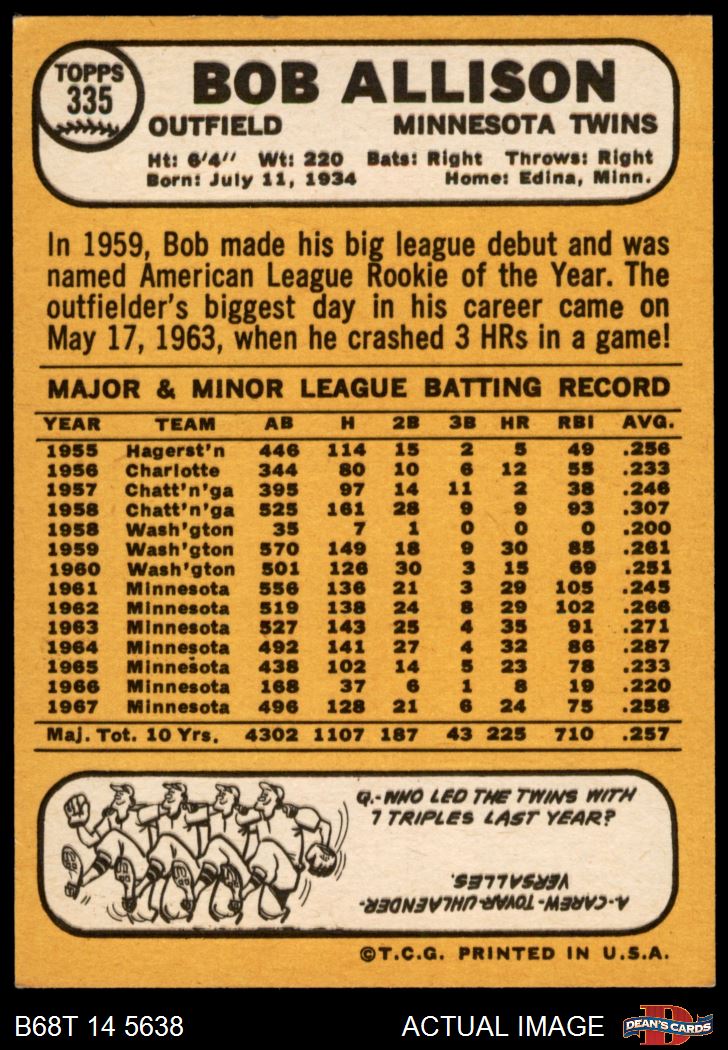 TOPPS
335
BOB ALLISON
OUTFIELD MINNESOTA TWINS
Ht: 6'4" Wt: 220 Bats: Right Throws: Right
Born: July 11, 1934 Home: Edina, Minn.
In 1959, Bob made his big league debut and was
named American League Rookie of the Year. The
outfielder's biggest day in his career came on
May 17, 1963, when he crashed 3 HRs in a game!
MAJOR & MINOR LEAGUE BATTING RECORD
YEAR TEAM AB H 2B 3B HR RBI AVG.
1955 Hagerst'n 446 114 15 2 5 49 .256
1956 Charlotte 344 80 10 6 12 55 .233
1957 Chatt'n'ga 395 97 14 11 2 38 .246
1958 Chatt'n'ga 525 161 28 9 9 93 .307
1958 Wash'gton 35 7 1 0 0 0 .200
1959 Wash'gton 570 149 18 9 30 85 .261
1960 Wash'gton 501 126 30 3 15 69 .251
1961 Minnesota 556 136 21 3 29 105 .245
1962 Minnesota 519 138 24 8 29 102 .266
1963 Minnesota 527 143 25 4 35 91 .271
1964 Minnesota 492 141 27 4 32 86 .287
1965 Minnesota 438 102 14 5 23 78 .233
1966 Minnesota 168 37 6 1 8 19 .220
1967 Minnesota 496 128 21 6 24 75 .258
Maj. Tot. 10 Yrs. 4302 1107 187 43 225 710 .257
Q.-WHO LED THE TWINS WITH
7 TRIPLES LAST YEAR?
A-CAREW-TOVAR-UHLAENDER-
VERSALLES.
©T.C.G. PRINTED IN U.S.A.
B68T 14 5638 ACTUAL IMAGE
D
DEAN'S CARDS